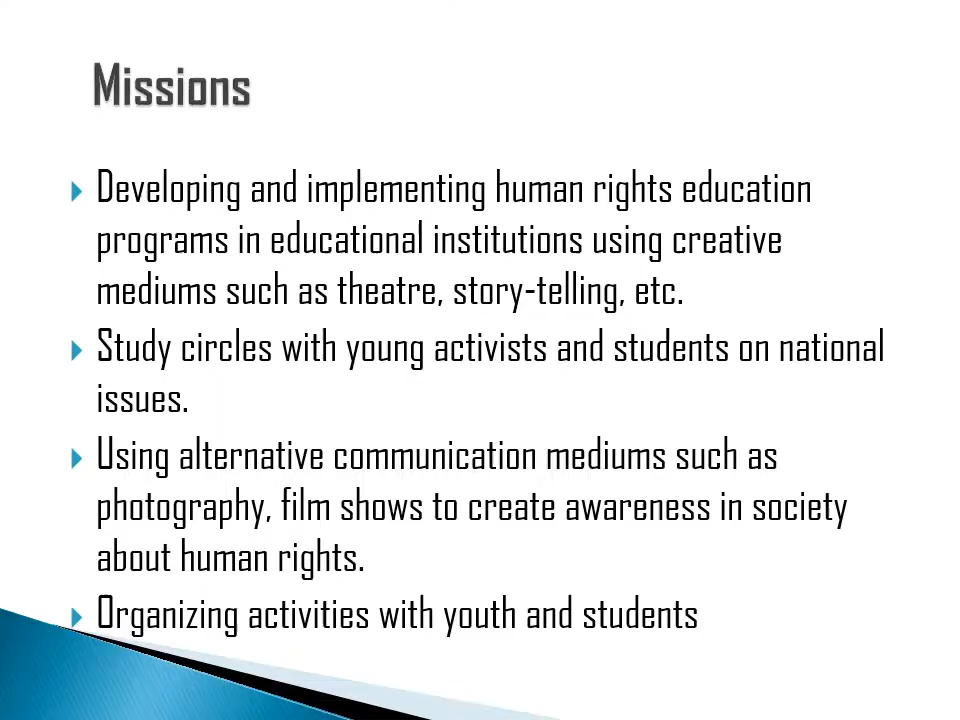 Missions
Developing and implementing human rights education
programs in educational institutions using creative
mediums such as theatre, story-telling, etc.
Study circles with young activists and students on national
issues.
Using alternative communication mediums such as
photography, film shows to create awareness in society
about human rights.
Organizing activities with youth and students